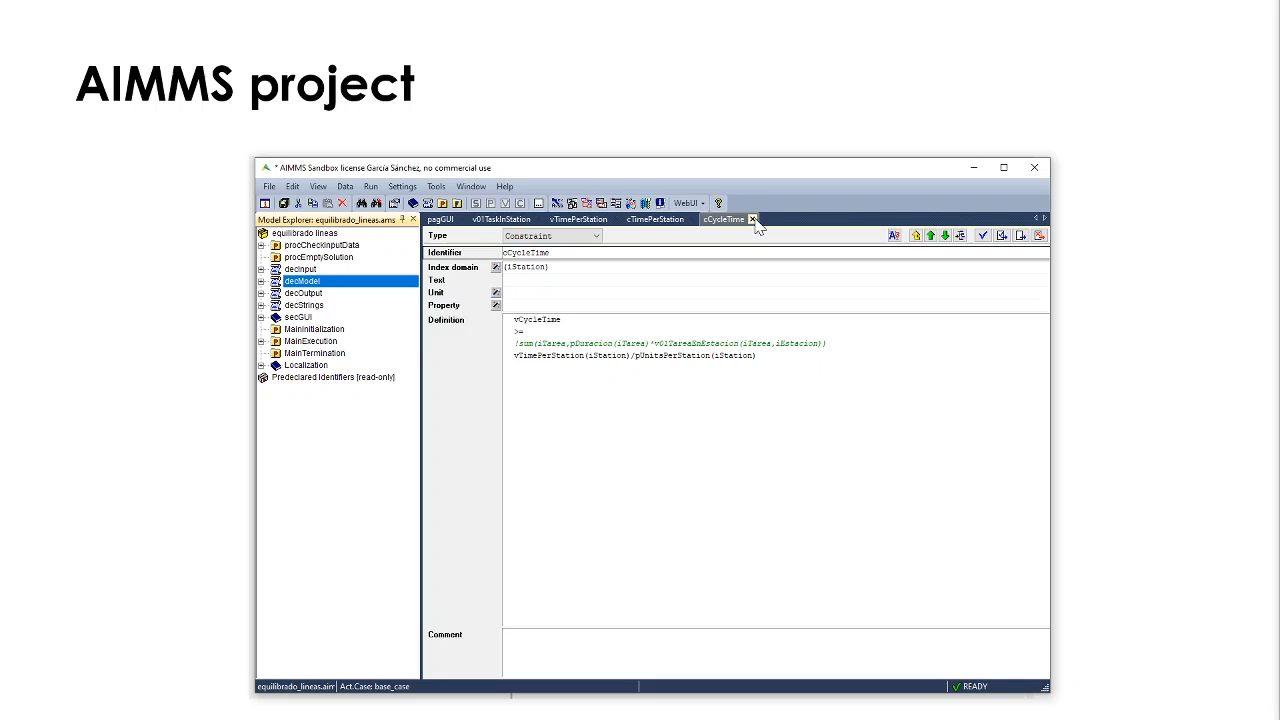 AIMMS project
* AIMMS Sandbox license García Sánchez, no commercial use
File Edit View Data Run Settings Tools Window Help
WebUI
Model Explorer: equilibrado_lineas.ams
pagGUI v01TaskInStation vTimePerStation cTimePerStation cCycleTime
equilibrado lineas
procCheckInputData
procEmptySolution
decInput
decModel
decOutput
decStrings
secGUI
MainInitialization
MainExecution
MainTermination
Localization
Predeclared Identifiers [read-only]
Type Constraint
Identifier cCycleTime
Index domain (iStation)
Text
Unit
Property
Definition vCycleTime
>=
!sum(iTarea,pDuracion(iTarea)*v01TareaEnEstacion(iTarea,iEstacion))
vTimePerStation(iStation)/pUnitsPerStation(iStation)
Comment
equilibrado_lineas.aim Act.Case: base_case READY